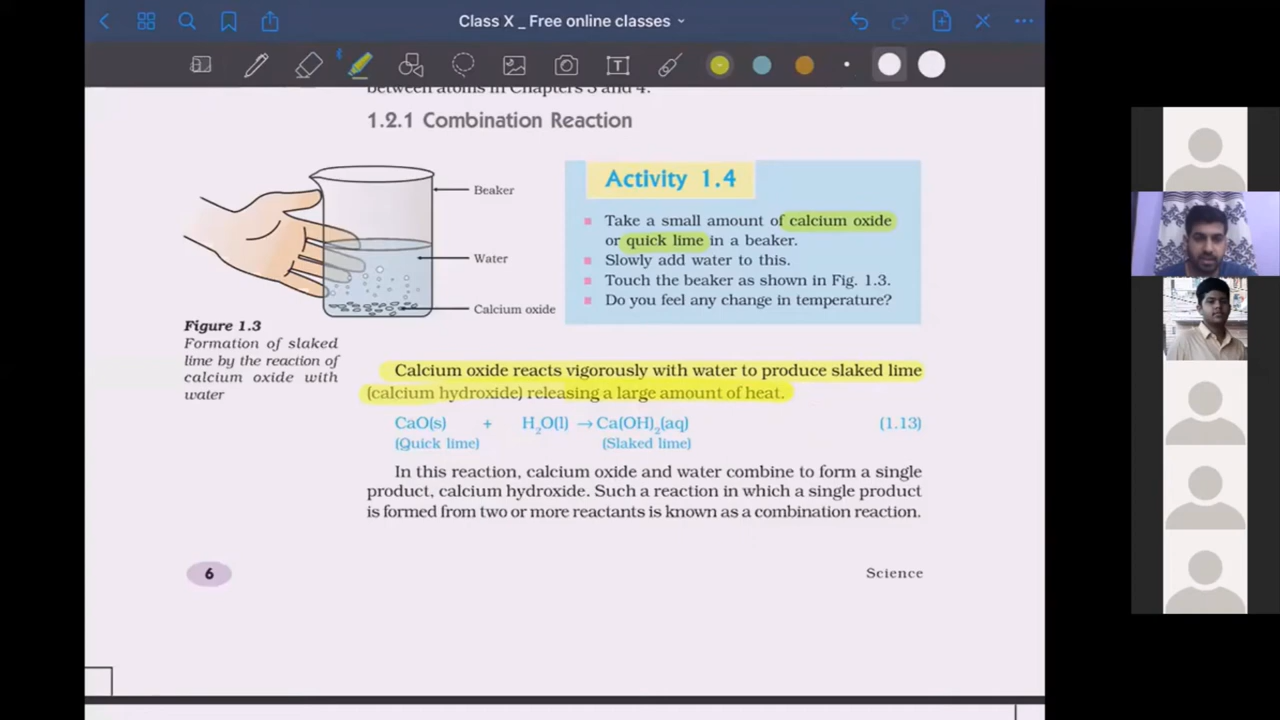 Class X _ Free online classes
between atoms in Chapters 3 and 4.
1.2.1 Combination Reaction
Beaker
Water
Calcium oxide
Figure 1.3
Formation of slaked
lime by the reaction of
calcium oxide with
water
Activity 1.4
Take a small amount of calcium oxide
or quick lime in a beaker.
Slowly add water to this.
Touch the beaker as shown in Fig. 1.3.
Do you feel any change in temperature?
Calcium oxide reacts vigorously with water to produce slaked lime
(calcium hydroxide) releasing a large amount of heat.
CaO(s) + H₂O(l) → Ca(OH)₂(aq) (1.13)
(Quick lime) (Slaked lime)
In this reaction, calcium oxide and water combine to form a single
product, calcium hydroxide. Such a reaction in which a single product
is formed from two or more reactants is known as a combination reaction.
6
Science